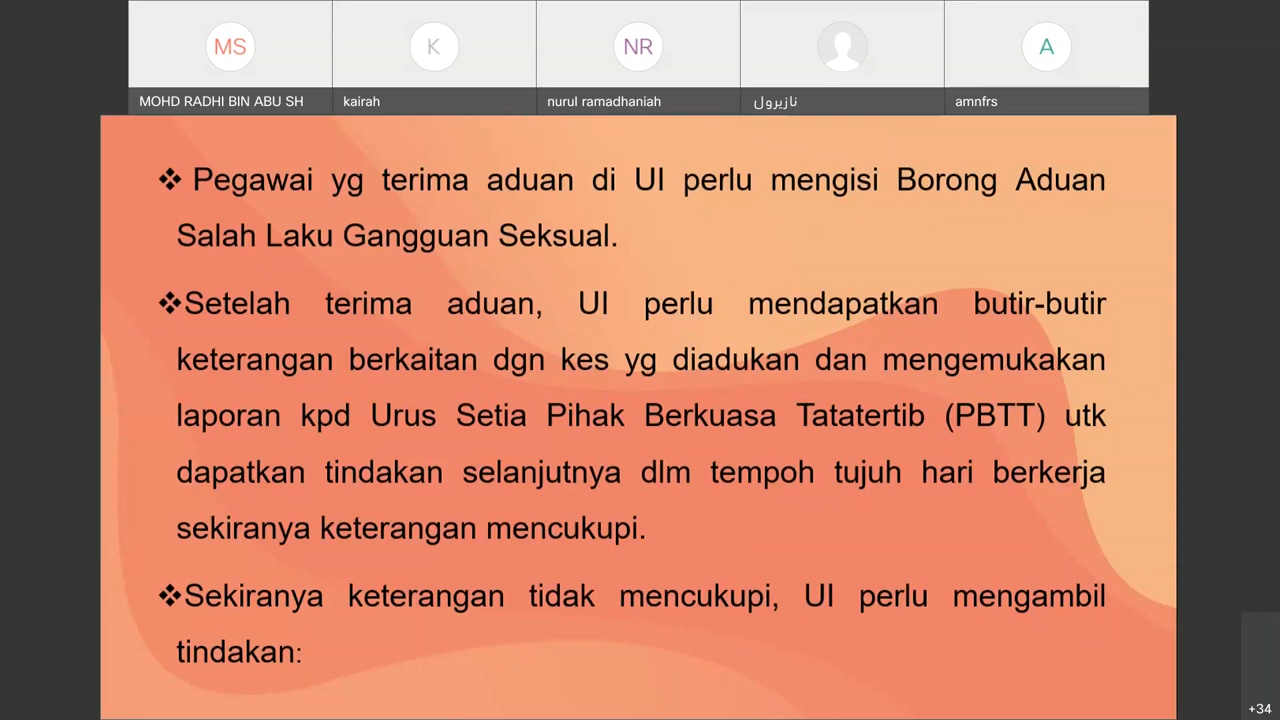 MS
K
NR
A
MOHD RADHI BIN ABU SH
kairah
nurul ramadhaniah
نازيرول
amnfrs
❖ Pegawai yg terima aduan di UI perlu mengisi Borong Aduan
Salah Laku Gangguan Seksual.
❖Setelah terima aduan, UI perlu mendapatkan butir-butir
keterangan berkaitan dgn kes yg diadukan dan mengemukakan
laporan kpd Urus Setia Pihak Berkuasa Tatatertib (PBTT) utk
dapatkan tindakan selanjutnya dlm tempoh tujuh hari berkerja
sekiranya keterangan mencukupi.
❖Sekiranya keterangan tidak mencukupi, UI perlu mengambil
tindakan:
+34